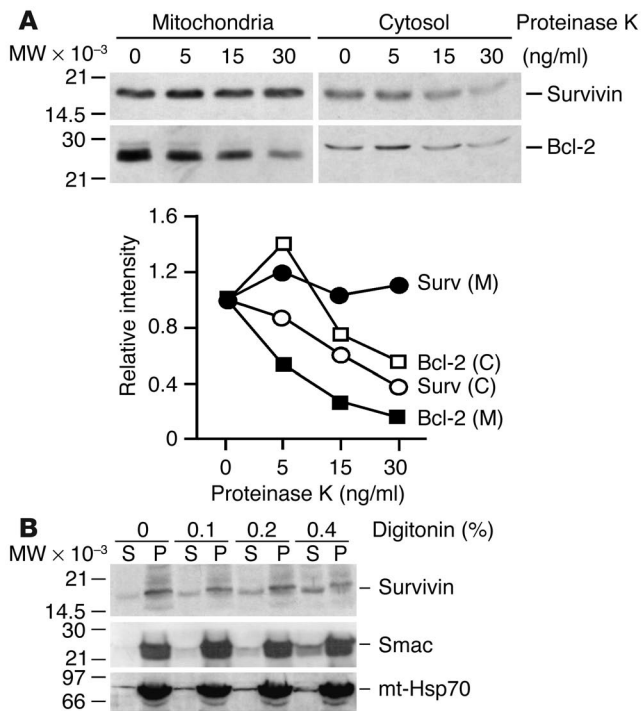 A
Mitochondria Cytosol Proteinase K
MW × 10⁻³ 0 5 15 30 0 5 15 30 (ng/ml)
21
Survivin
14.5
30
Bcl-2
21
1.6
1.2
0.8
0.4
0
Relative intensity
Surv (M)
Bcl-2 (C)
Surv (C)
Bcl-2 (M)
0 5 15 30
Proteinase K (ng/ml)
B
0 0.1 0.2 0.4 Digitonin (%)
MW × 10⁻³ S P S P S P S P
21
Survivin
14.5
30
Smac
21
97
mt-Hsp70
66